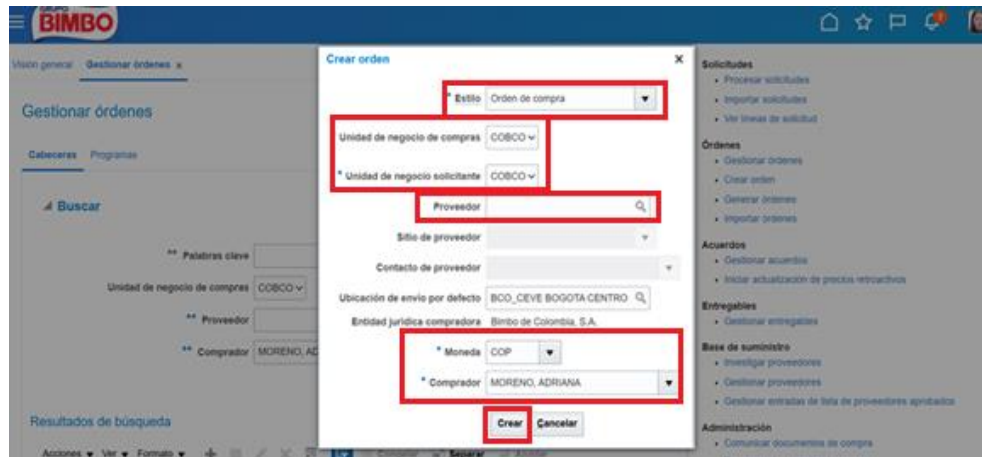 GRUPO
BIMBO
Visión general Gestionar órdenes x
Gestionar órdenes
Cabeceras Programas
Buscar
** Palabras clave
Unidad de negocio de compras COBCO
** Proveedor
** Comprador MORENO, AD
Resultados de búsqueda
Acciones Ver Formato Cancelar Separar
Crear orden x
* Estilo Orden de compra
Unidad de negocio de compras COBCO
* Unidad de negocio solicitante COBCO
Proveedor
Sitio de proveedor
Contacto de proveedor
Ubicación de envío por defecto BCO_CEVE BOGOTA CENTRO
Entidad jurídica compradora Bimbo de Colombia, S.A.
* Moneda COP
* Comprador MORENO, ADRIANA
Crear Cancelar
Solicitudes
Procesar solicitudes
Importar solicitudes
Ver líneas de solicitud
Órdenes
Gestionar órdenes
Crear orden
Generar órdenes
Importar órdenes
Acuerdos
Gestionar acuerdos
Iniciar actualización de precios retroactivos
Entregables
Gestionar entregables
Base de suministro
Investigar proveedores
Gestionar proveedores
Gestionar entradas de lista de proveedores aprobados
Administración
Comunicar documentos de compra